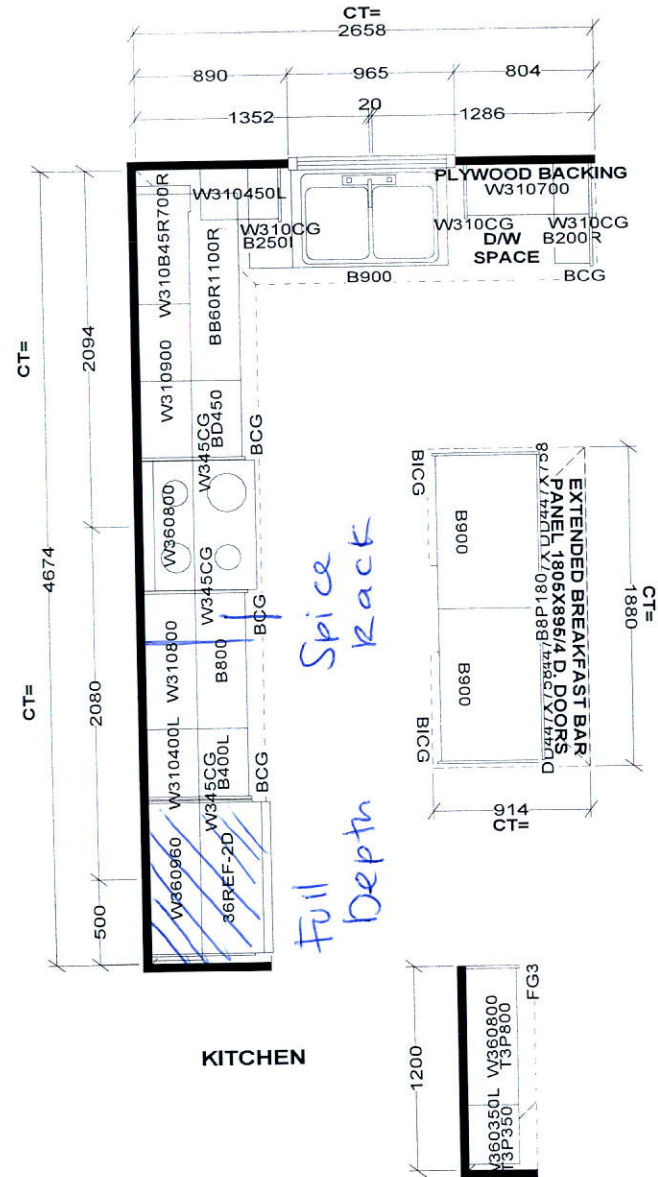 CT=
2658
890
965
804
1352
20
1286
PLYWOOD BACKING
W310700
W310450L
W310CG
W310CG
W310CG
D/W
SPACE
B200R
B900
BCG
W310B45R700R
BB60R1100R
W310900
BD450
W345CG
BCG
W360800
W345CG
BCG
W310800
B800
W310400L
B400L
W345CG
BCG
W360960
36REF-2D
CT=
2094
4674
CT=
2080
500
Spice
Rack
Full
Depth
BICG
B900
B900
BICG
B8P180
EXTENDED BREAKFAST BAR
PANEL 1805X895/4 D. DOORS
1880
CT=
914
CT=
KITCHEN
1200
W360800
T3P800
FG3
W360350L
T3P350